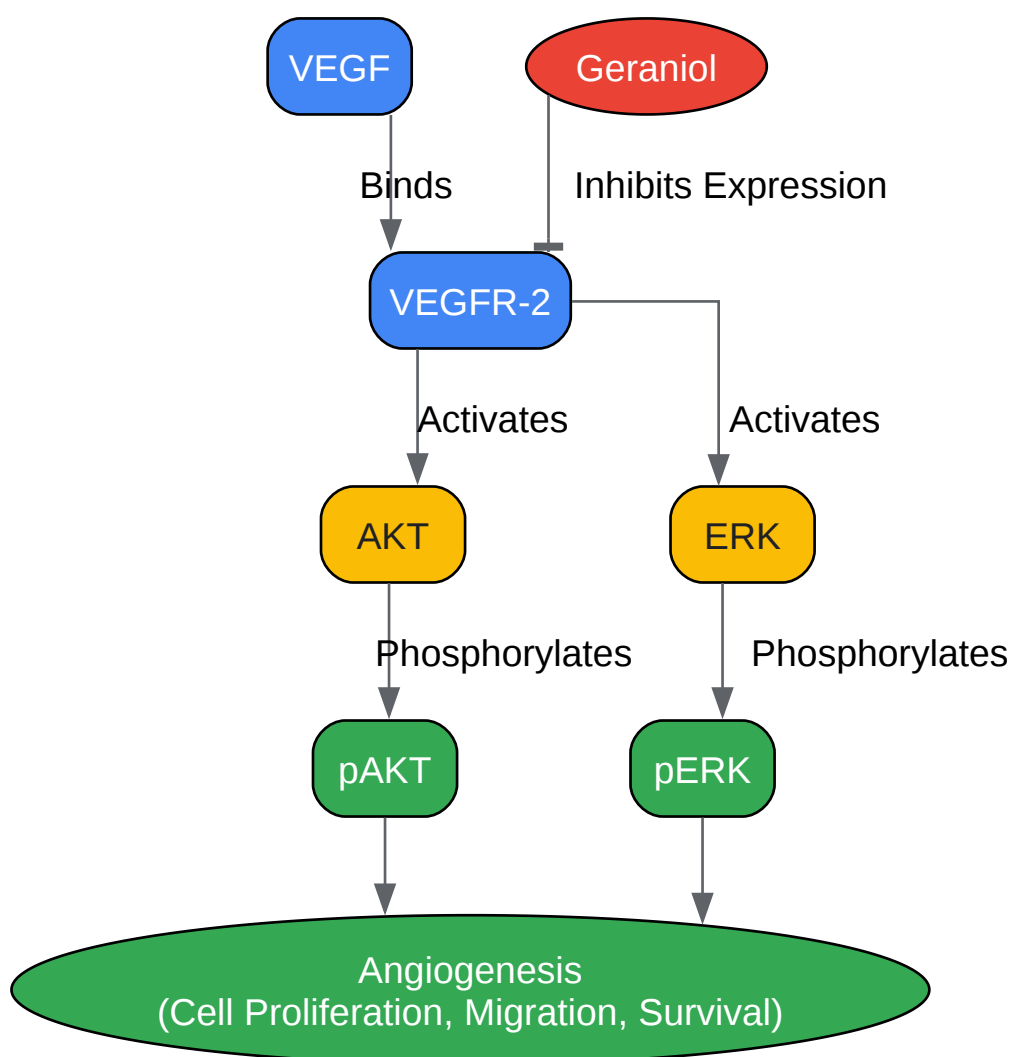 VEGF
Geraniol
Binds
Inhibits Expression
VEGFR-2
Activates
Activates
AKT
ERK
Phosphorylates
Phosphorylates
pAKT
pERK
Angiogenesis
(Cell Proliferation, Migration, Survival)